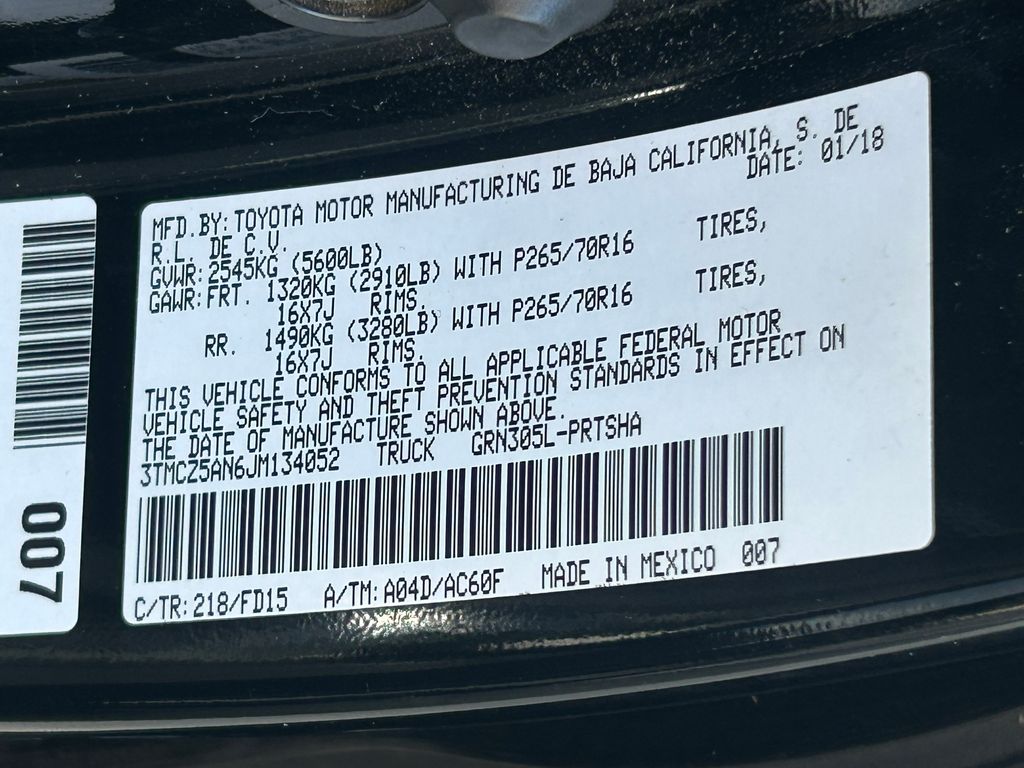 MFD.BY:TOYOTA MOTOR MANUFACTURING DE BAJA CALIFORNIA, S. DE
R.L. DE C.V. DATE: 01/18
GVWR:2545KG (5600LB)
GAWR:FRT. 1320KG (2910LB) WITH P265/70R16 TIRES,
16X7J RIMS.
RR. 1490KG (3280LB) WITH P265/70R16 TIRES,
16X7J RIMS.
THIS VEHICLE CONFORMS TO ALL APPLICABLE FEDERAL MOTOR
VEHICLE SAFETY AND THEFT PREVENTION STANDARDS IN EFFECT ON
THE DATE OF MANUFACTURE SHOWN ABOVE.
3TMCZ5AN6JM134052 TRUCK GRN305L-PRTSHA
C/TR:218/FD15 A/TM:A04D/AC60F MADE IN MEXICO 007
007